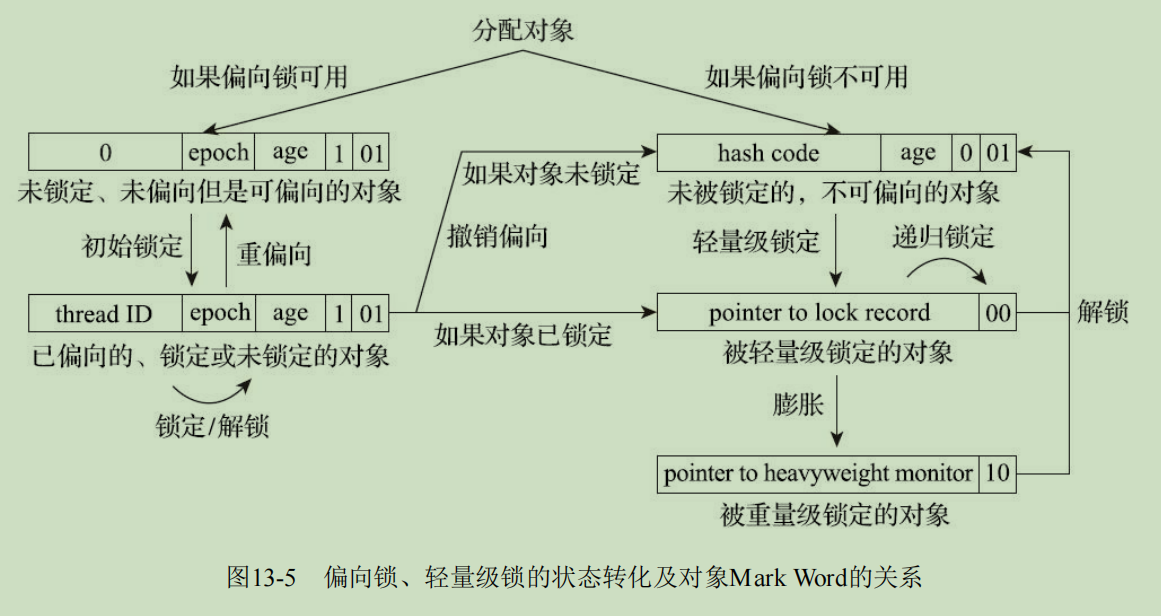 分配对象
如果偏向锁可用
如果偏向锁不可用
0 epoch age 1 01
hash code age 0 01
未锁定、未偏向但是可偏向的对象
如果对象未锁定
未被锁定的，不可偏向的对象
初始锁定
重偏向
撤销偏向
轻量级锁定
递归锁定
thread ID epoch age 1 01
pointer to lock record 00
解锁
已偏向的、锁定或未锁定的对象
如果对象已锁定
被轻量级锁定的对象
锁定/解锁
膨胀
pointer to heavyweight monitor 10
被重量级锁定的对象
图13-5 偏向锁、轻量级锁的状态转化及对象Mark Word的关系